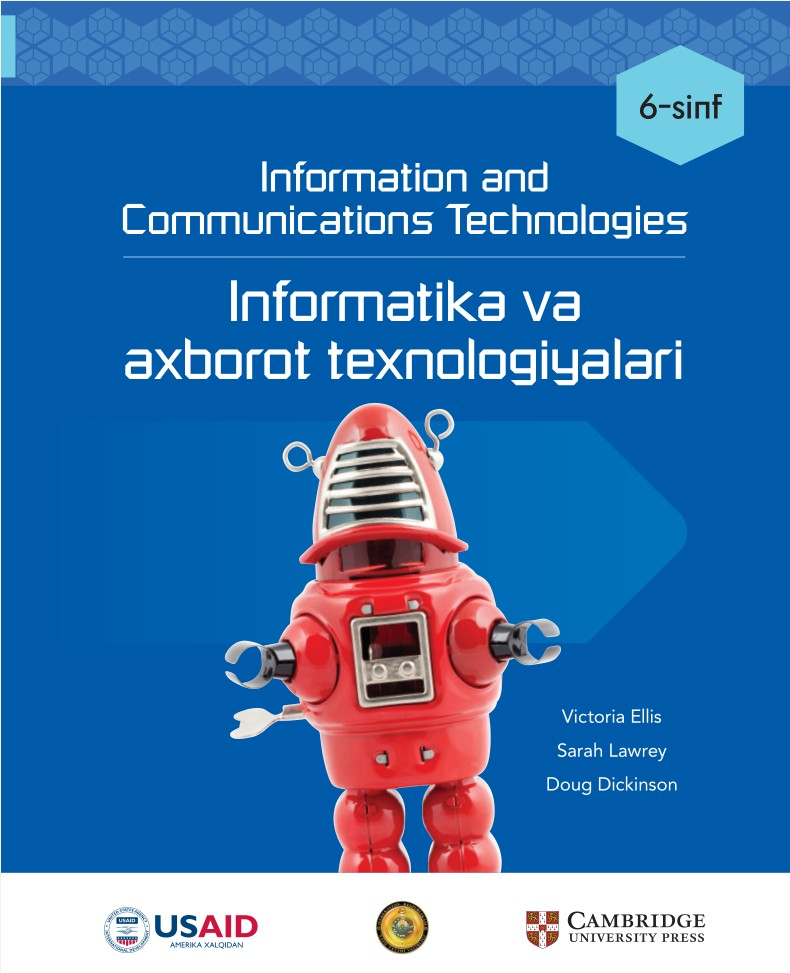 6-sinf
Information and
Communications Technologies
Informatika va
axborot texnologiyalari
Victoria Ellis
Sarah Lawrey
Doug Dickinson
USAID
USAID
AMERIKA XALQIDAN
CAMBRIDGE
UNIVERSITY PRESS